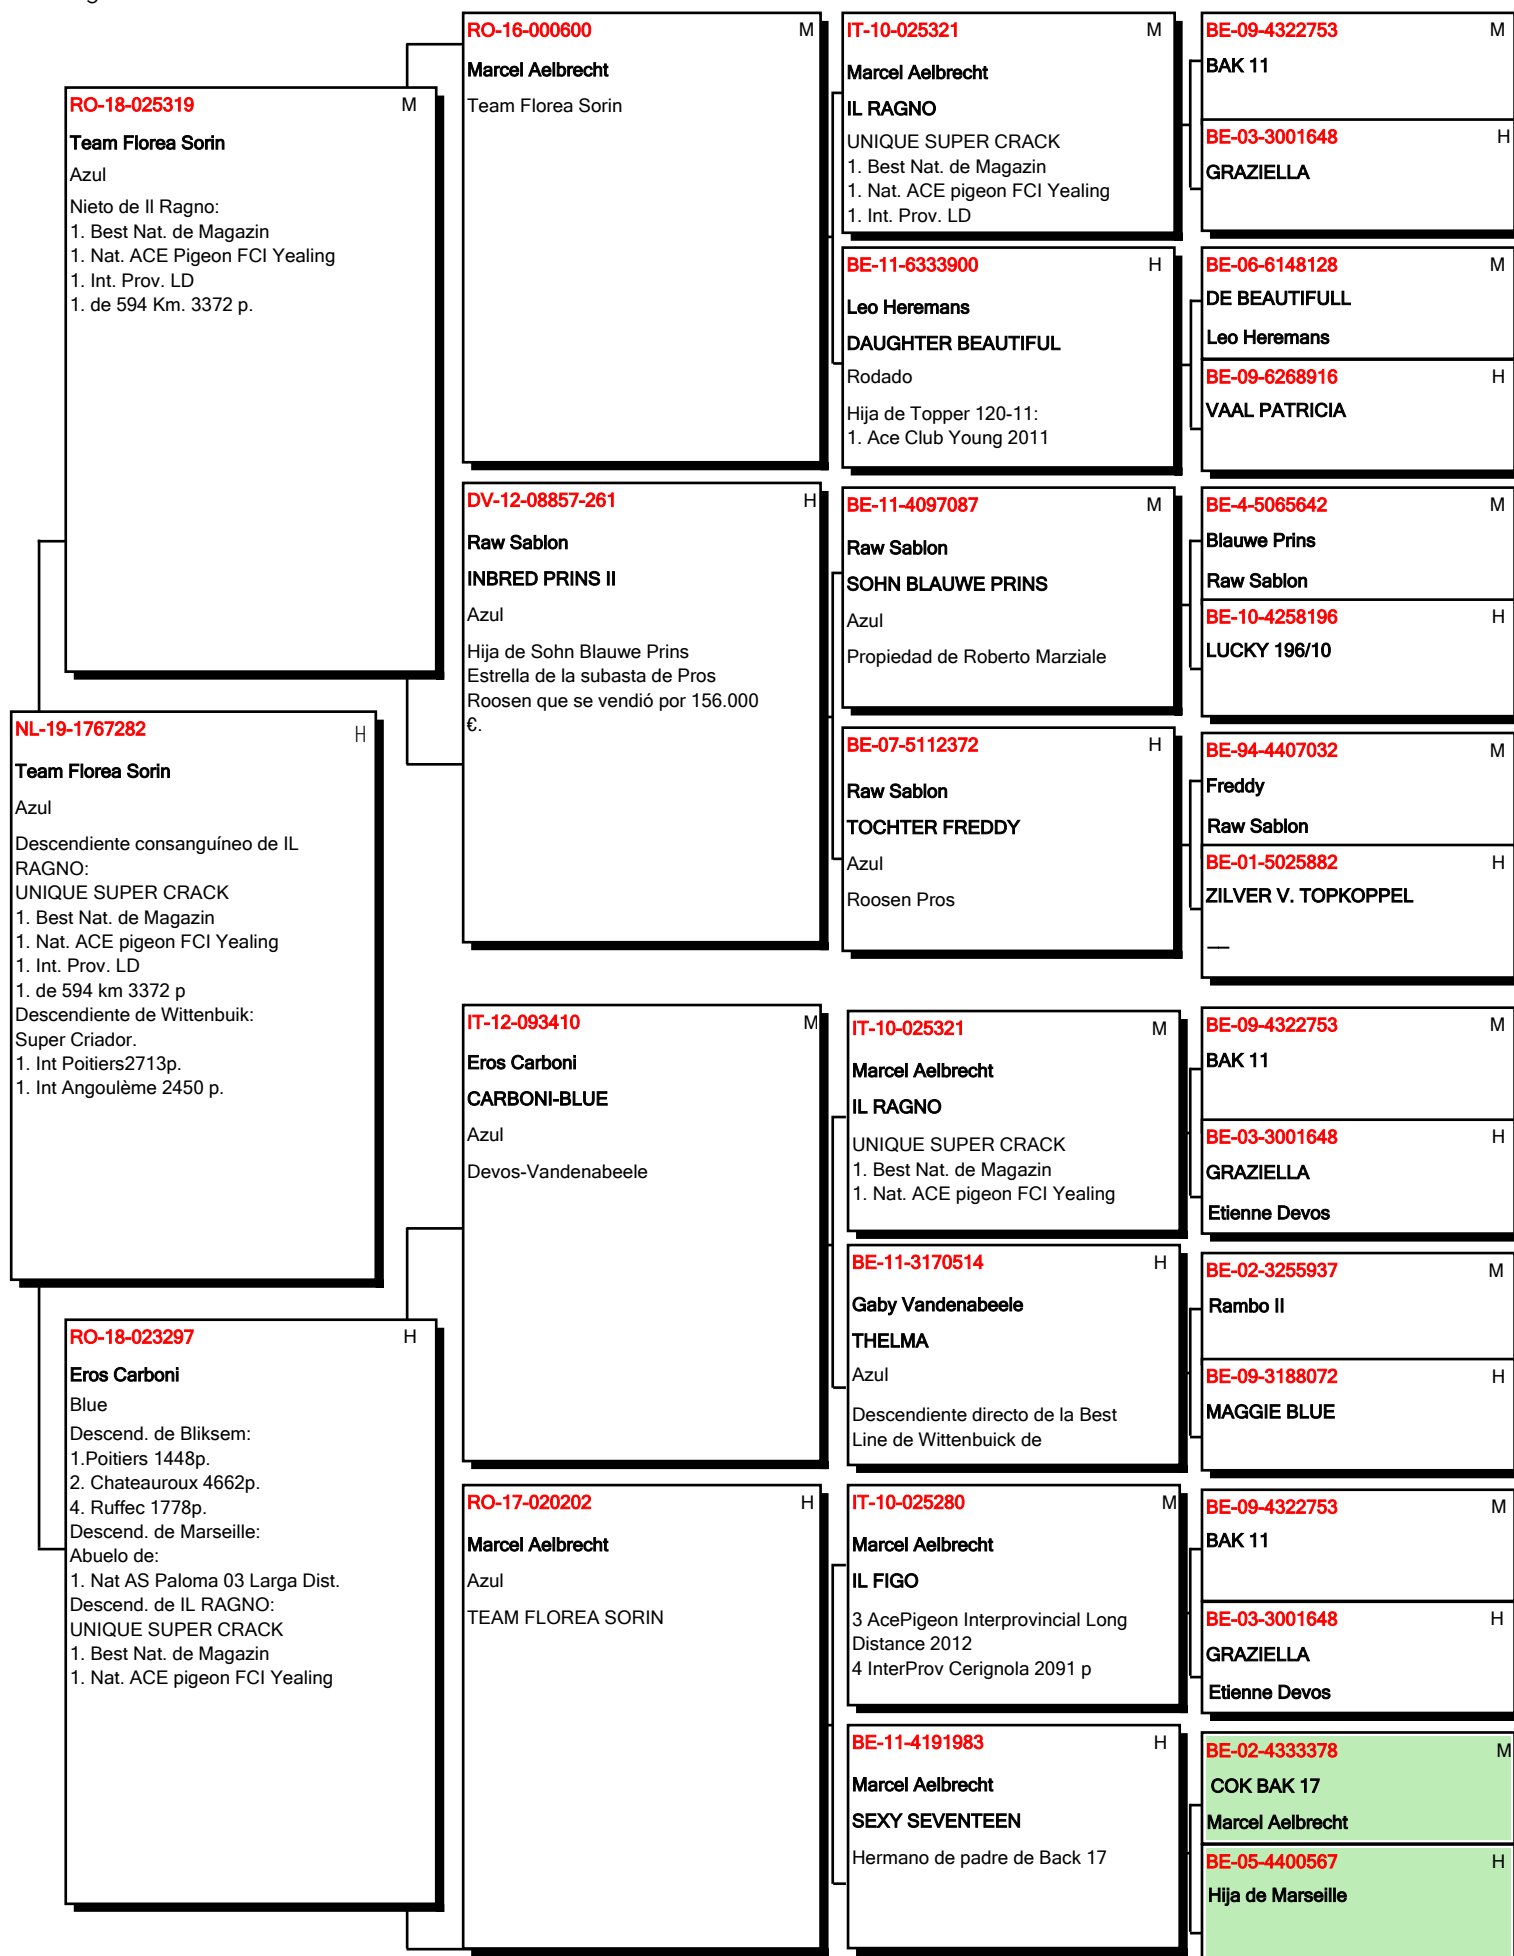 NL-19-1767282 H
Team Florea Sorin
Azul
Descendiente consanguíneo de IL
RAGNO:
UNIQUE SUPER CRACK
1. Best Nat. de Magazin
1. Nat. ACE pigeon FCI Yealing
1. Int. Prov. LD
1. de 594 km 3372 p
Descendiente de Wittenbuik:
Super Criador.
1. Int Poitiers2713p.
1. Int Angoulème 2450 p.
RO-18-025319 M
Team Florea Sorin
Azul
Nieto de Il Ragno:
1. Best Nat. de Magazin
1. Nat. ACE Pigeon FCI Yealing
1. Int. Prov. LD
1. de 594 Km. 3372 p.
RO-18-023297 H
Eros Carboni
Blue
Descend. de Bliksem:
1.Poitiers 1448p.
2. Chateauroux 4662p.
4. Ruffec 1778p.
Descend. de Marseille:
Abuelo de:
1. Nat AS Paloma 03 Larga Dist.
Descend. de IL RAGNO:
UNIQUE SUPER CRACK
1. Best Nat. de Magazin
1. Nat. ACE pigeon FCI Yealing
RO-16-000600 M
Marcel Aelbrecht
Team Florea Sorin
DV-12-08857-261 H
Raw Sablon
INBRED PRINS II
Azul
Hija de Sohn Blauwe Prins
Estrella de la subasta de Pros
Roosen que se vendió por 156.000
€.
IT-12-093410 M
Eros Carboni
CARBONI-BLUE
Azul
Devos-Vandenabeele
RO-17-020202 H
Marcel Aelbrecht
Azul
TEAM FLOREA SORIN
IT-10-025321 M
Marcel Aelbrecht
IL RAGNO
UNIQUE SUPER CRACK
1. Best Nat. de Magazin
1. Nat. ACE pigeon FCI Yealing
1. Int. Prov. LD
BE-11-6333900 H
Leo Heremans
DAUGHTER BEAUTIFUL
Rodado
Hija de Topper 120-11:
1. Ace Club Young 2011
BE-11-4097087 M
Raw Sablon
SOHN BLAUWE PRINS
Azul
Propiedad de Roberto Marziale
BE-07-5112372 H
Raw Sablon
TOCHTER FREDDY
Azul
Roosen Pros
IT-10-025321 M
Marcel Aelbrecht
IL RAGNO
UNIQUE SUPER CRACK
1. Best Nat. de Magazin
1. Nat. ACE pigeon FCI Yealing
BE-11-3170514 H
Gaby Vandenabeele
THELMA
Azul
Descendiente directo de la Best
Line de Wittenbuick de
IT-10-025280 M
Marcel Aelbrecht
IL FIGO
3 AcePigeon Interprovincial Long
Distance 2012
4 InterProv Cerignola 2091 p
BE-11-4191983 H
Marcel Aelbrecht
SEXY SEVENTEEN
Hermano de padre de Back 17
BE-09-4322753 M
BAK 11
BE-03-3001648 H
GRAZIELLA
BE-06-6148128 M
DE BEAUTIFULL
Leo Heremans
BE-09-6268916 H
VAAL PATRICIA
BE-4-5065642 M
Blauwe Prins
Raw Sablon
BE-10-4258196 H
LUCKY 196/10
BE-94-4407032 M
Freddy
Raw Sablon
BE-01-5025882 H
ZILVER V. TOPKOPPEL
__
BE-09-4322753 M
BAK 11
BE-03-3001648 H
GRAZIELLA
Etienne Devos
BE-02-3255937 M
Rambo II
BE-09-3188072 H
MAGGIE BLUE
BE-09-4322753 M
BAK 11
BE-03-3001648 H
GRAZIELLA
Etienne Devos
BE-02-4333378 M
COK BAK 17
Marcel Aelbrecht
BE-05-4400567 H
Hija de Marseille